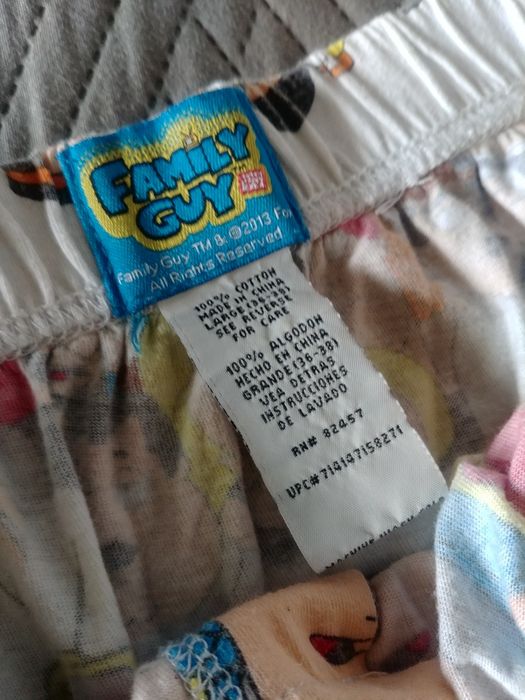 FAMILY
GUY
Family Guy TM & ©2013 Fox
All Rights Reserved
100% COTTON
MADE IN CHINA
LARGE (36-38)
SEE REVERSE
FOR CARE
100% ALGODON
HECHO EN CHINA
GRANDE (36-38)
VEA DETRAS
INSTRUCCIONES
DE LAVADO
RN# 82457
UPC#714147158271